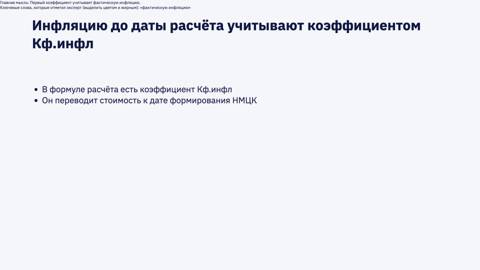 Главная мысль: Первый коэффициент учитывает фактическую инфляцию.
Ключевые слова, которые отметил эксперт (выделить цветом и жирным): «фактическую инфляцию»
Инфляцию до даты расчёта учитывают коэффициентом
Кф.инфл
• В формуле расчёта есть коэффициент Кф.инфл
• Он переводит стоимость к дате формирования НМЦК